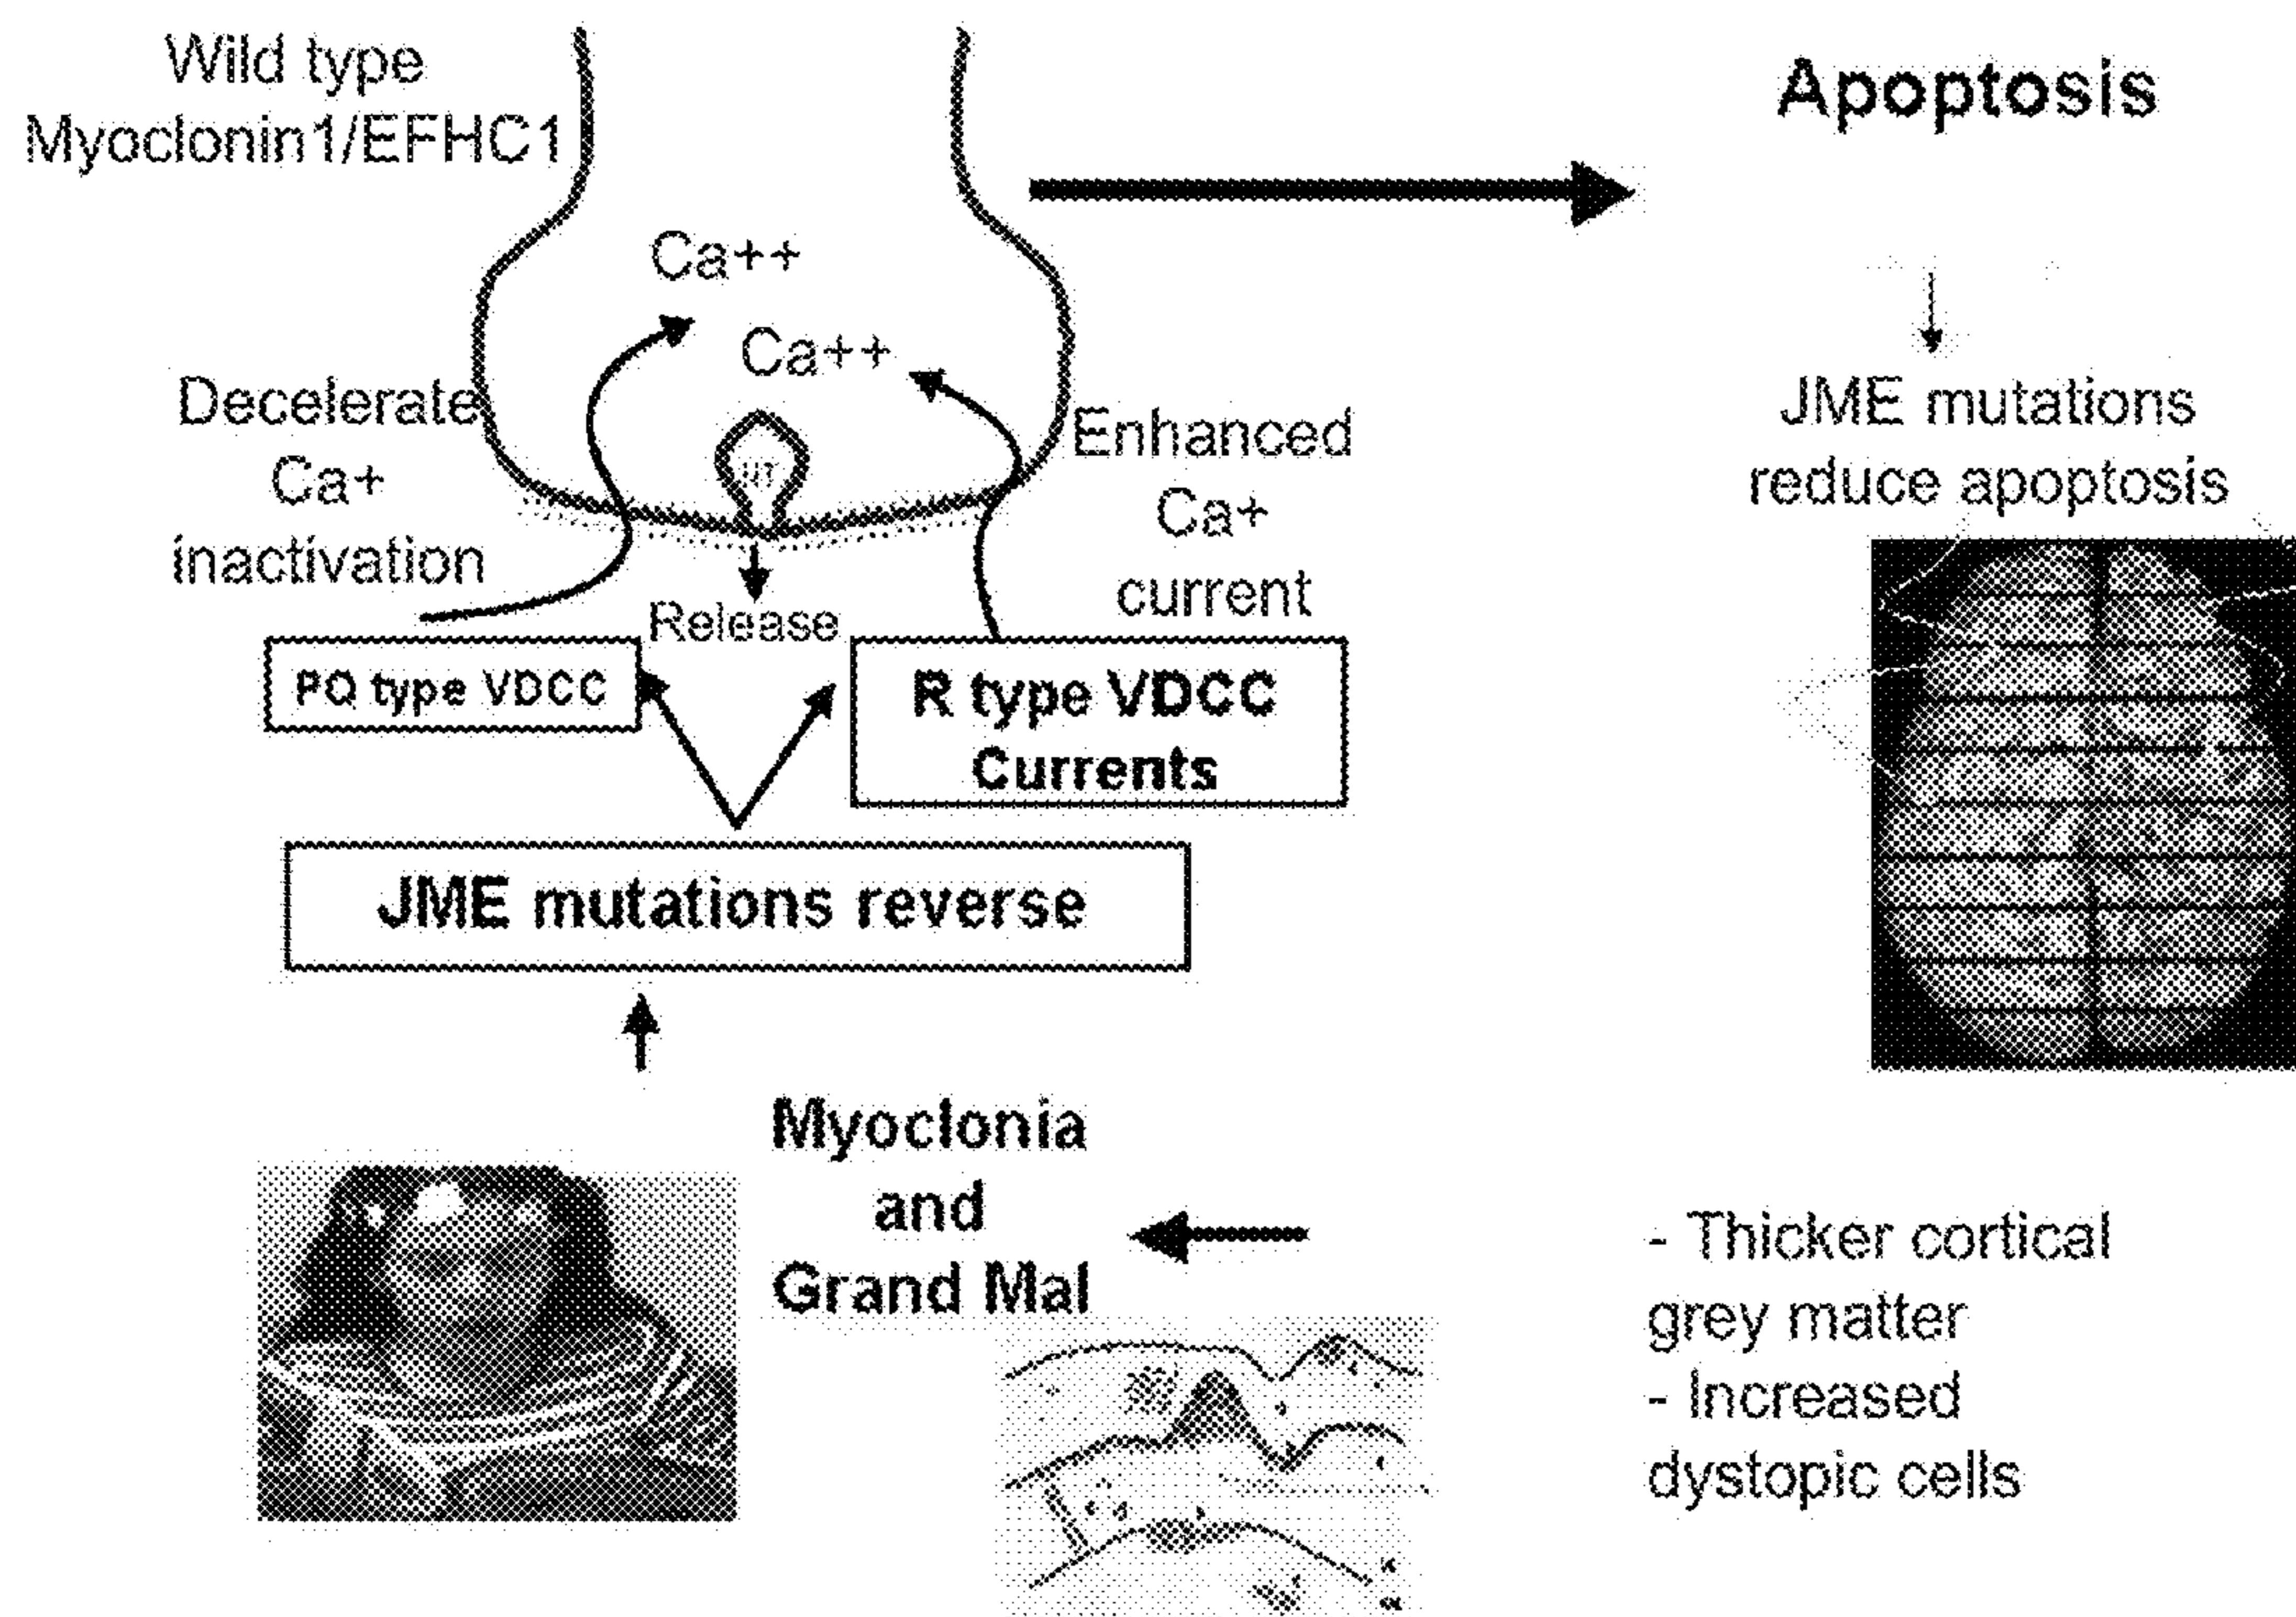 Wild type
Myoclonin1/EFHC1
Apoptosis
Ca++
Ca++
Decelerate
Ca+
inactivation
Enhanced
Ca+
current
Release
PQ type VDCC
R type VDCC
Currents
JME mutations reverse
JME mutations
reduce apoptosis
Myoclonia
and
Grand Mal
- Thicker cortical
grey matter
- Increased
dystopic cells